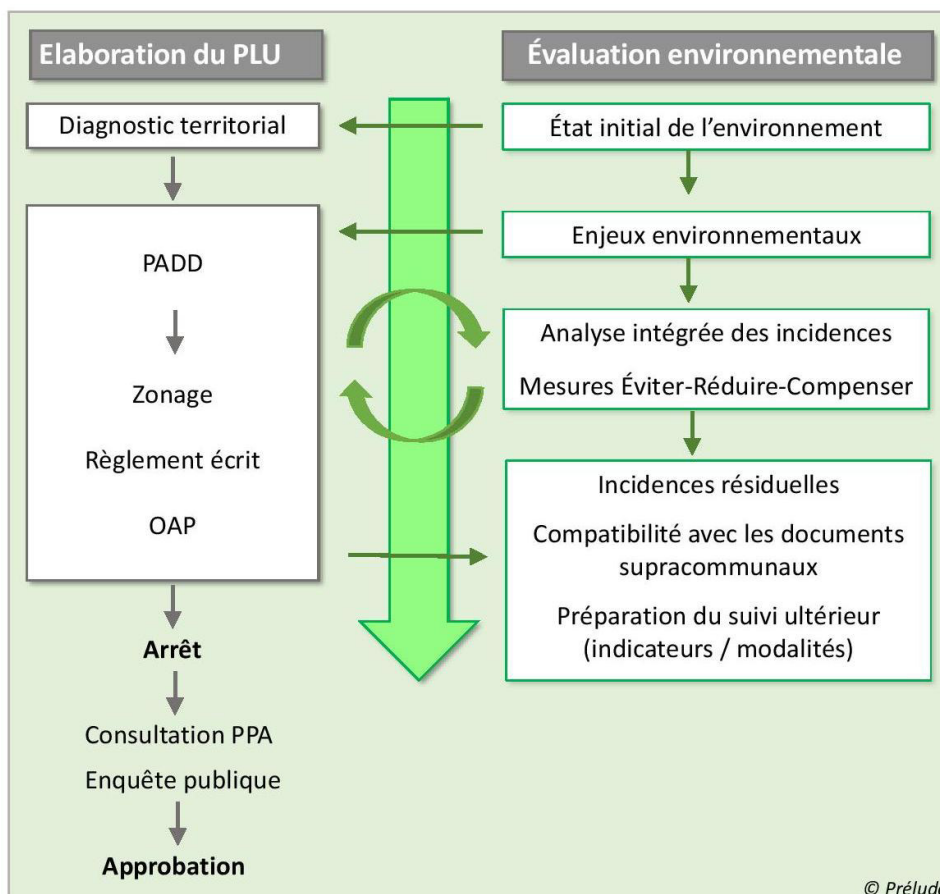 Elaboration du PLU
Diagnostic territorial
PADD
Zonage
Règlement écrit
OAP
Arrêt
Consultation PPA
Enquête publique
Approbation
Évaluation environnementale
État initial de l’environnement
Enjeux environnementaux
Analyse intégrée des incidences
Mesures Éviter-Réduire-Compenser
Incidences résiduelles
Compatibilité avec les documents
supracommunaux
Préparation du suivi ultérieur
(indicateurs / modalités)
© Prélude